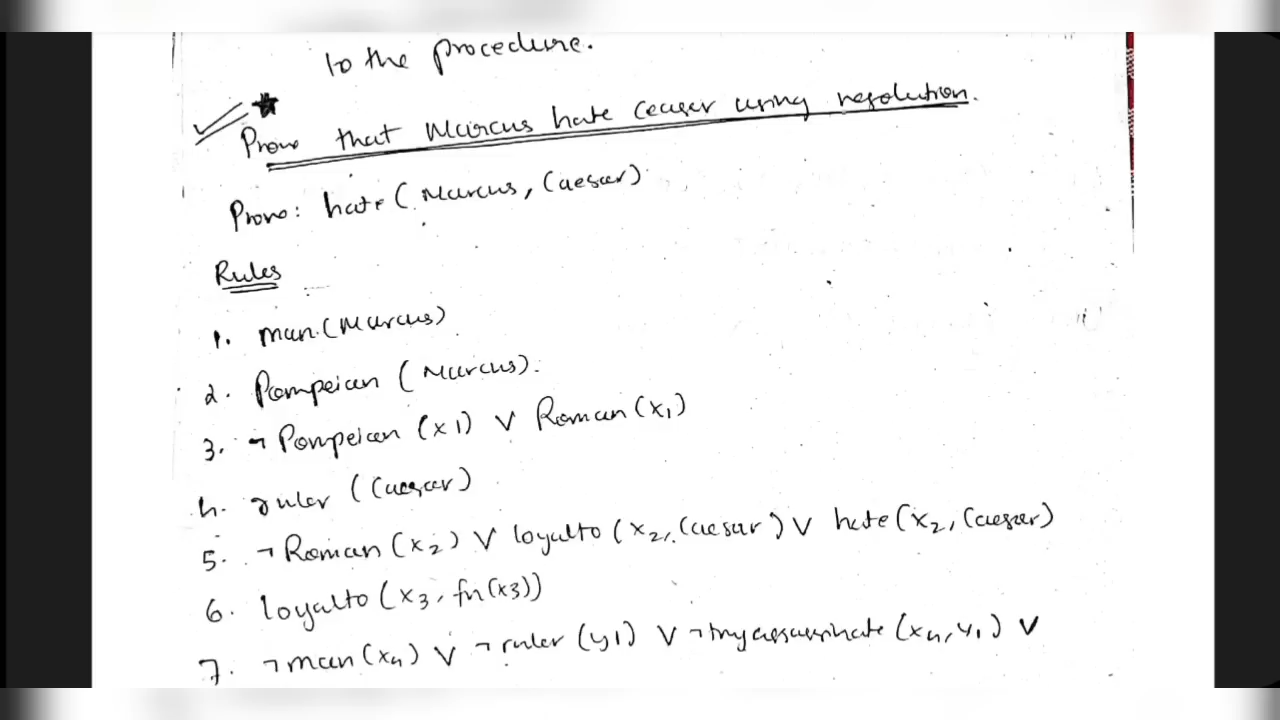 to the procedure.
Prove that Marcus hate ceaser using resolution.
Prove: hate (Marcus, Caesar)
Rules
1. man (Marcus)
2. Pompeian (Marcus).
3. ¬ Pompeian (x1) V Roman (x₁)
4. ruler (Caesar)
5. ¬ Roman (x₂) V loyalto (x₂, Caesar) V hate (x₂, Caesar)
6. loyalto (x₃, fn(x3))
7. ¬ man (x₄) V ¬ ruler (y1) V ¬ tryassassinate (x₄, y₁) V